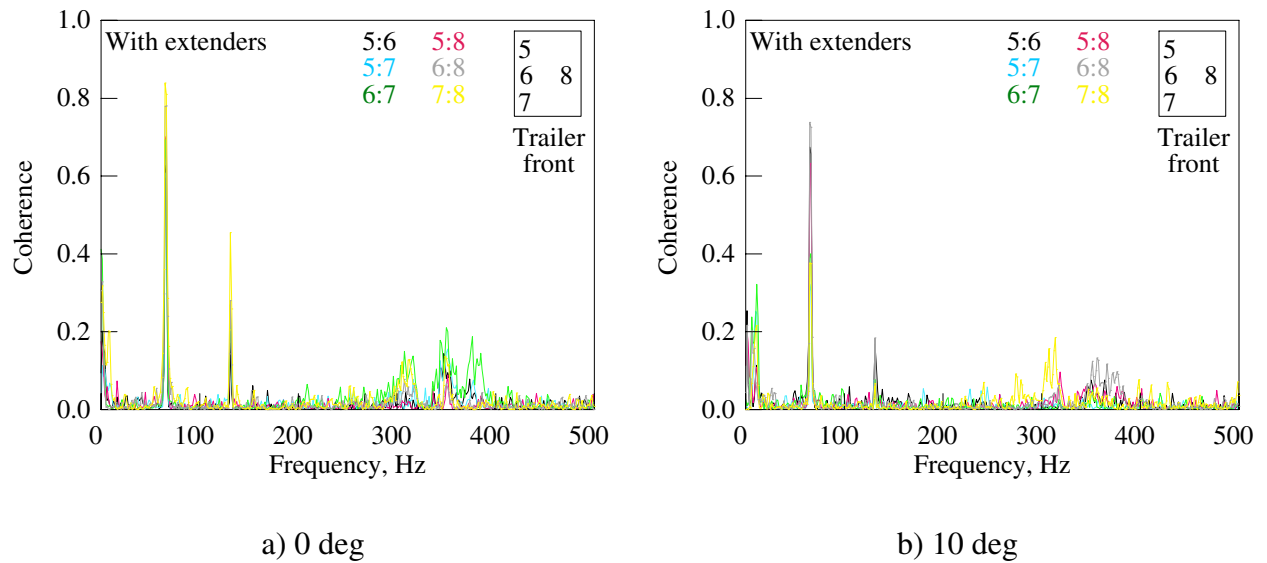 With extenders
5:6 5:8
5:7 6:8
6:7 7:8
5
6 8
7
Trailer
front
1.0
0.8
0.6
0.4
0.2
0.0
Coherence
0 100 200 300 400 500
Frequency, Hz
a) 0 deg
With extenders
5:6 5:8
5:7 6:8
6:7 7:8
5
6 8
7
Trailer
front
1.0
0.8
0.6
0.4
0.2
0.0
Coherence
0 100 200 300 400 500
Frequency, Hz
b) 10 deg